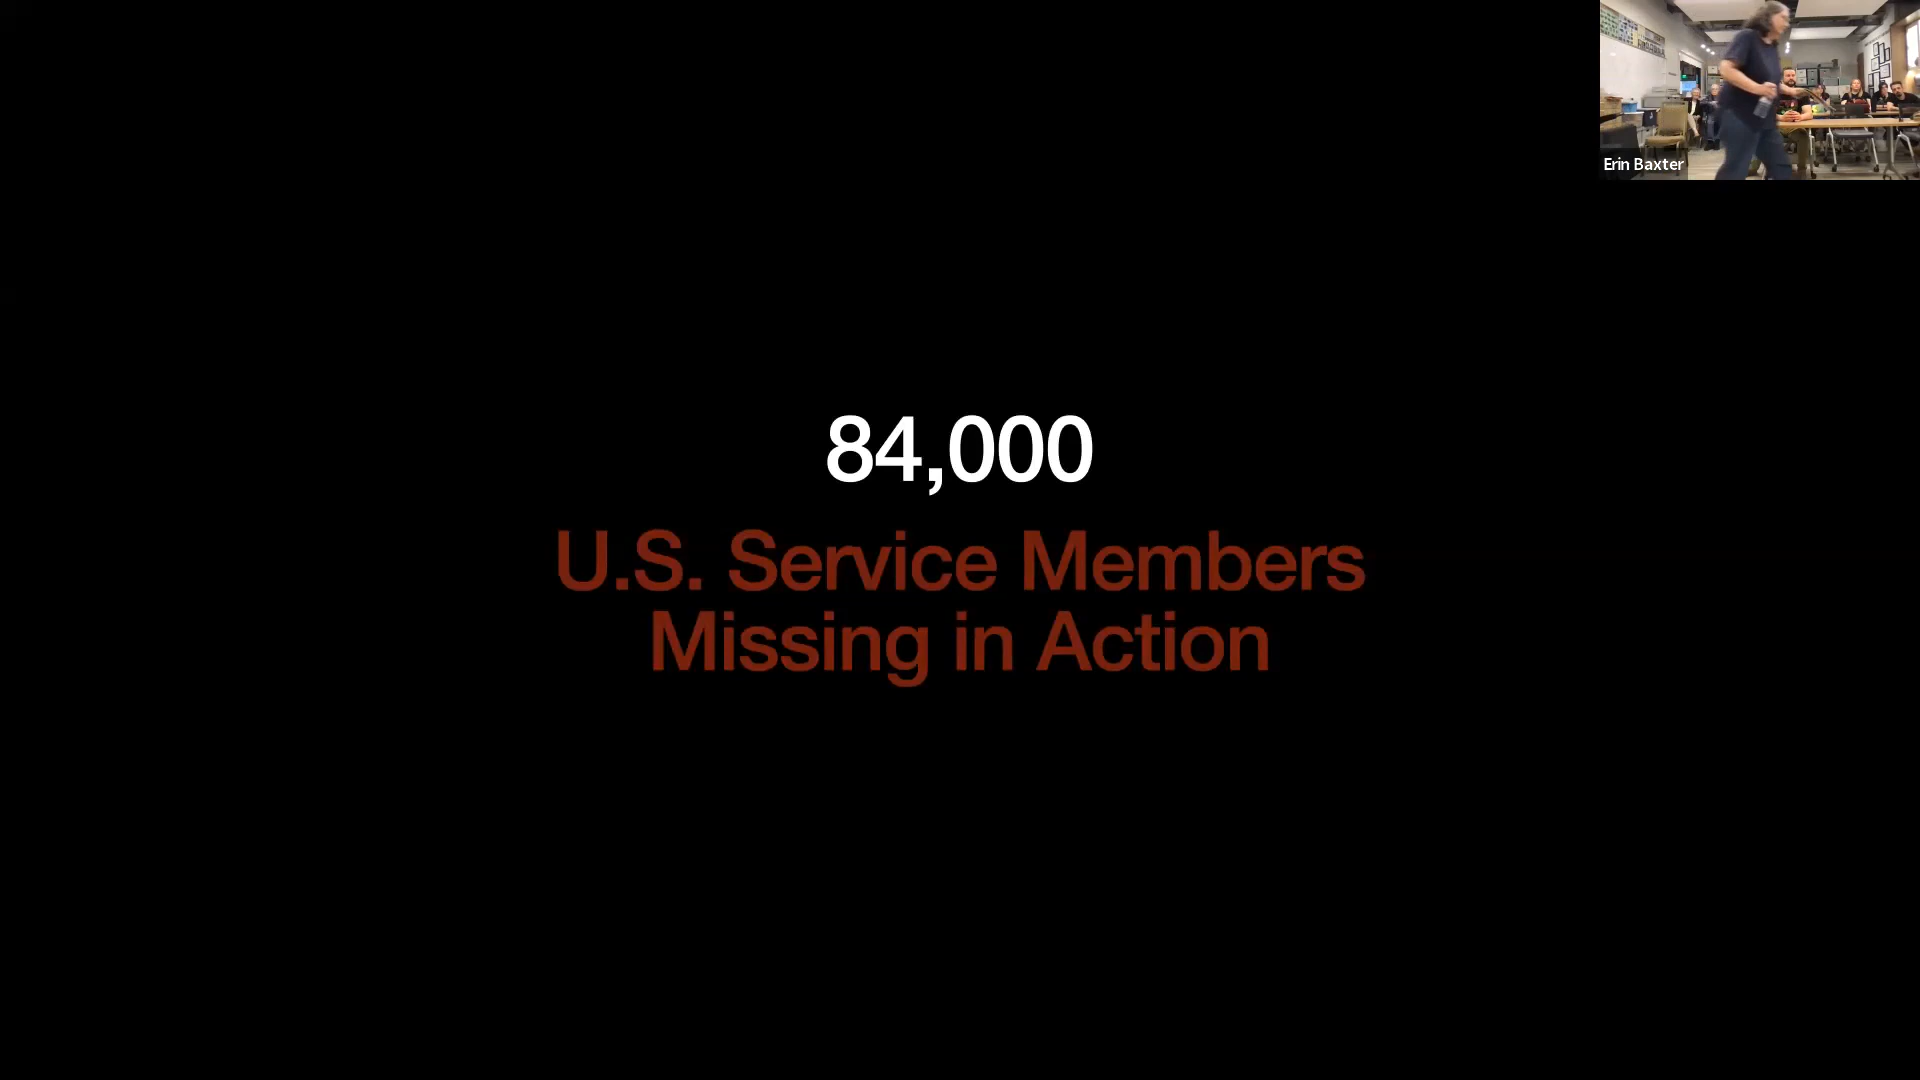 84,000
U.S. Service Members
Missing in Action
Erin Baxter